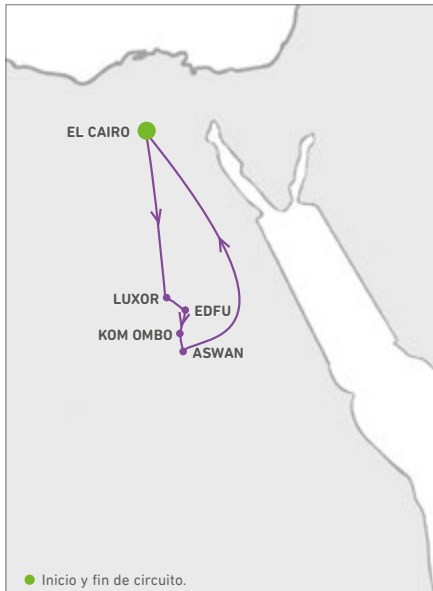 EL CAIRO
LUXOR
EDFU
KOM OMBO
ASWAN
Inicio y fin de circuito.